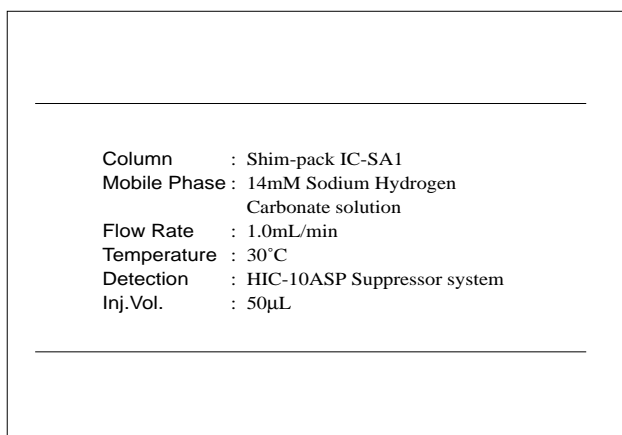 Column : Shim-pack IC-SA1
Mobile Phase : 14mM Sodium Hydrogen
Carbonate solution
Flow Rate : 1.0mL/min
Temperature : 30˚C
Detection : HIC-10ASP Suppressor system
Inj.Vol. : 50µL